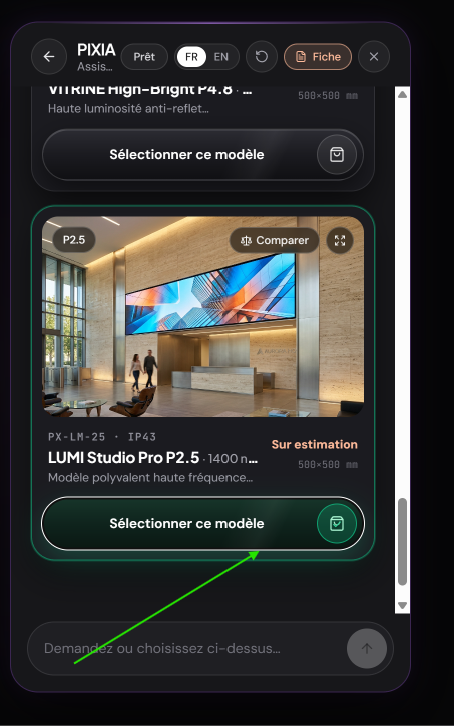 PIXIA
Assis...
Prêt
FR
EN
Fiche
VITRINE High-Bright P4.8 · ...
500×500 mm
Haute luminosité anti-reflet...
Sélectionner ce modèle
P2.5
Comparer
PX-LM-25 · IP43
Sur estimation
LUMI Studio Pro P2.5 · 1400 n...
500×500 mm
Modèle polyvalent haute fréquence...
Sélectionner ce modèle
Demandez ou choisissez ci-dessus...